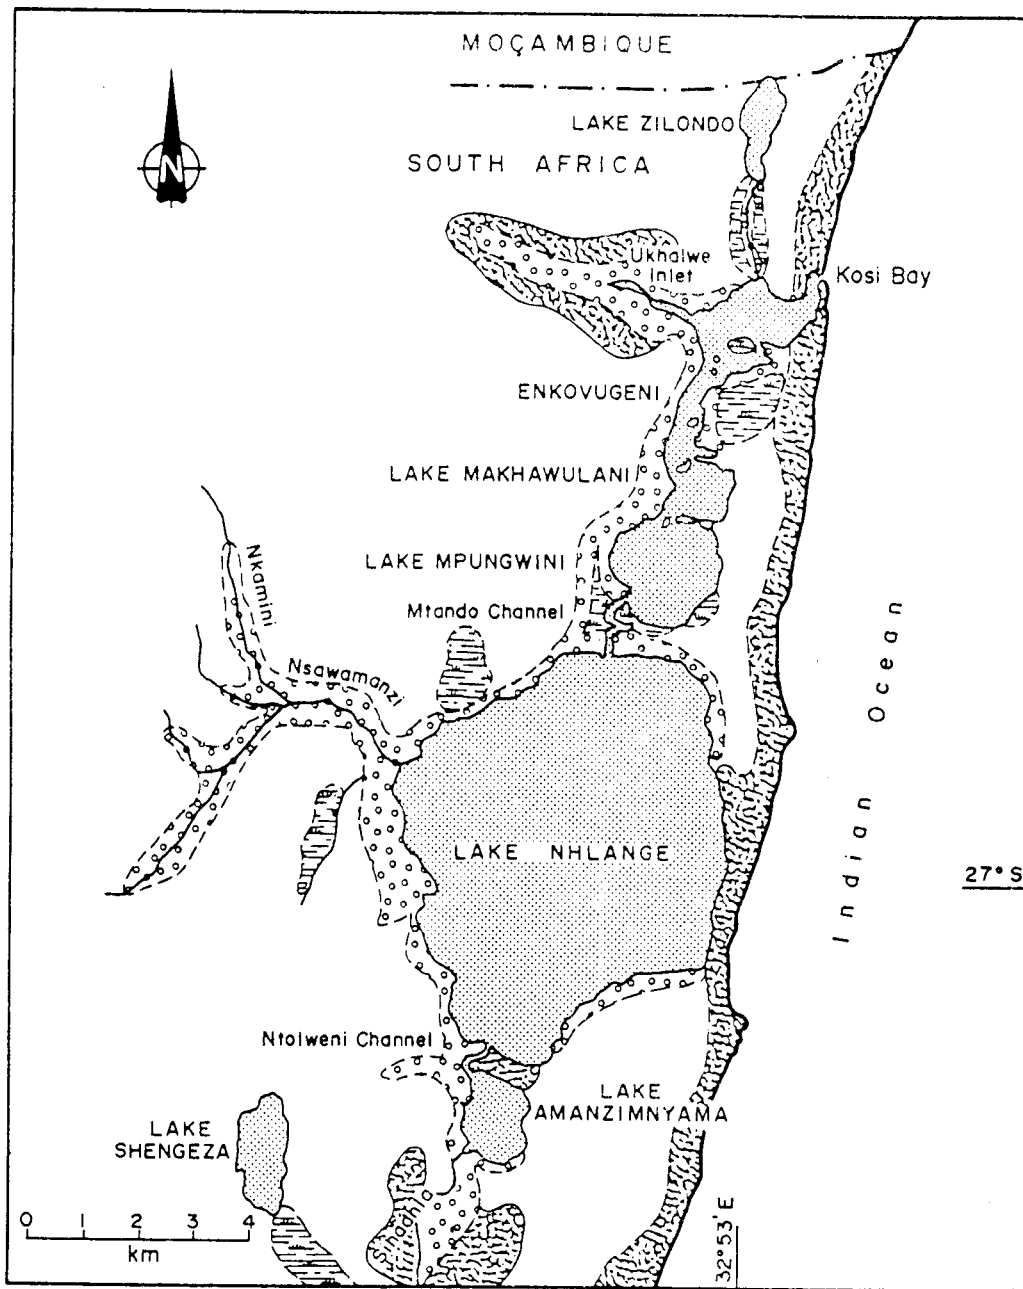 MOÇAMBIQUE
LAKE ZILONDO
SOUTH AFRICA
N
Ukhalwe
Inlet
Kosi Bay
ENKOVUGENI
LAKE MAKHAWULANI
LAKE MPUNGWINI
Mtando Channel
Nkamini
Nsawamanzi
Indian Ocean
LAKE NHLANGE
27° S
Ntolweni Channel
LAKE
AMANZIMNYAMA
LAKE
SHENGEZA
0 1 2 3 4
km
32°53' E